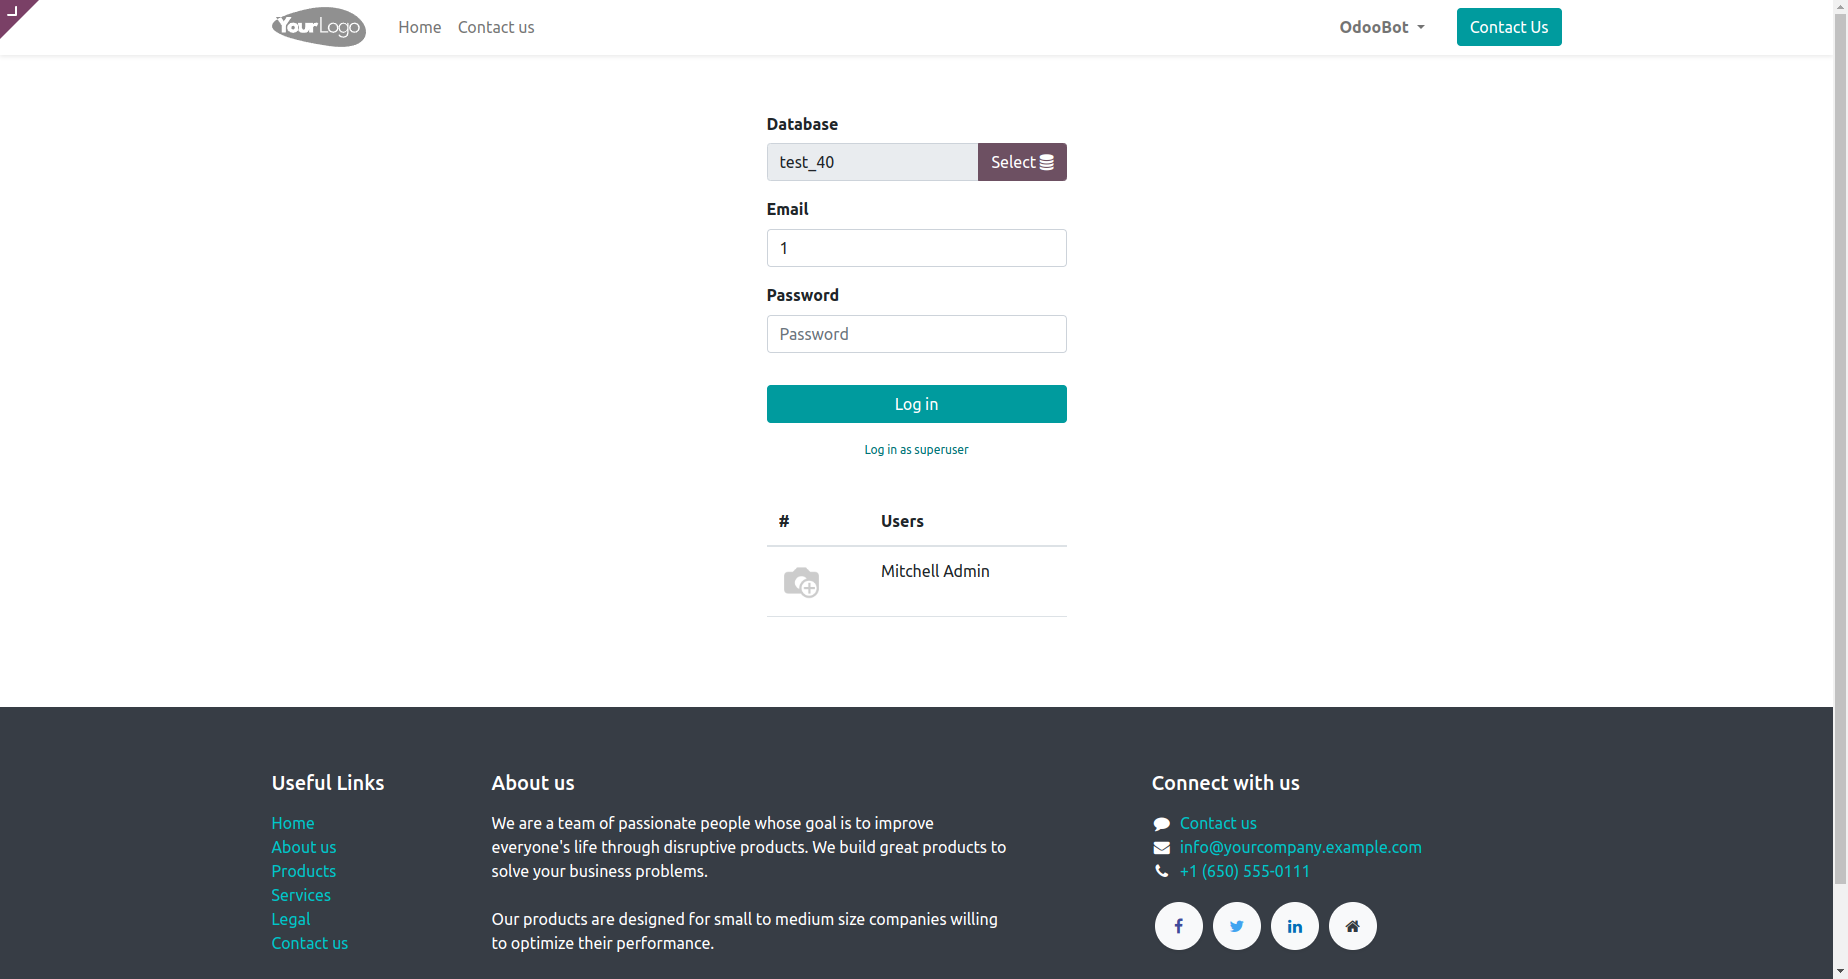 YourLogo
Home
Contact us
OdooBot
Contact Us
Database
test_40
Select
Email
1
Password
Password
Log in
Log in as superuser
# Users
Mitchell Admin
Useful Links
Home
About us
Products
Services
Legal
Contact us
About us
We are a team of passionate people whose goal is to improve
everyone's life through disruptive products. We build great products to
solve your business problems.
Our products are designed for small to medium size companies willing
to optimize their performance.
Connect with us
Contact us
info@yourcompany.example.com
+1 (650) 555-0111